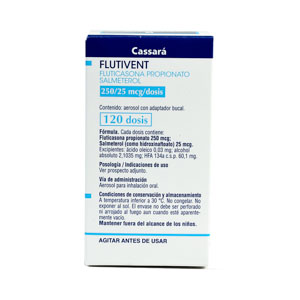 Cassará
FLUTIVENT
FLUTICASONA PROPIONATO
SALMETEROL
250/25 mcg/dosis
Contenido: aerosol con adaptador bucal.
120 dosis
Fórmula. Cada dosis contiene:
Fluticasona propionato 250 mcg;
Salmeterol (como hidroxinaftoato) 25 mcg.
Excipientes: ácido oleico 0,03 mg, alcohol
absoluto 2,1035 mg; HFA 134a c.s.p. 60,1 mg.
Posología / Indicaciones de uso
Ver prospecto adjunto.
Vía de administración
Aerosol para inhalación oral.
Condiciones de conservación y almacenamiento
A temperatura inferior a 30 °C. No congelar. No
exponer al sol. El envase no debe ser perforado
ni arrojado al fuego aun cuando esté aparente-
mente vacío.
Mantener fuera del alcance de los niños.
AGITAR ANTES DE USAR